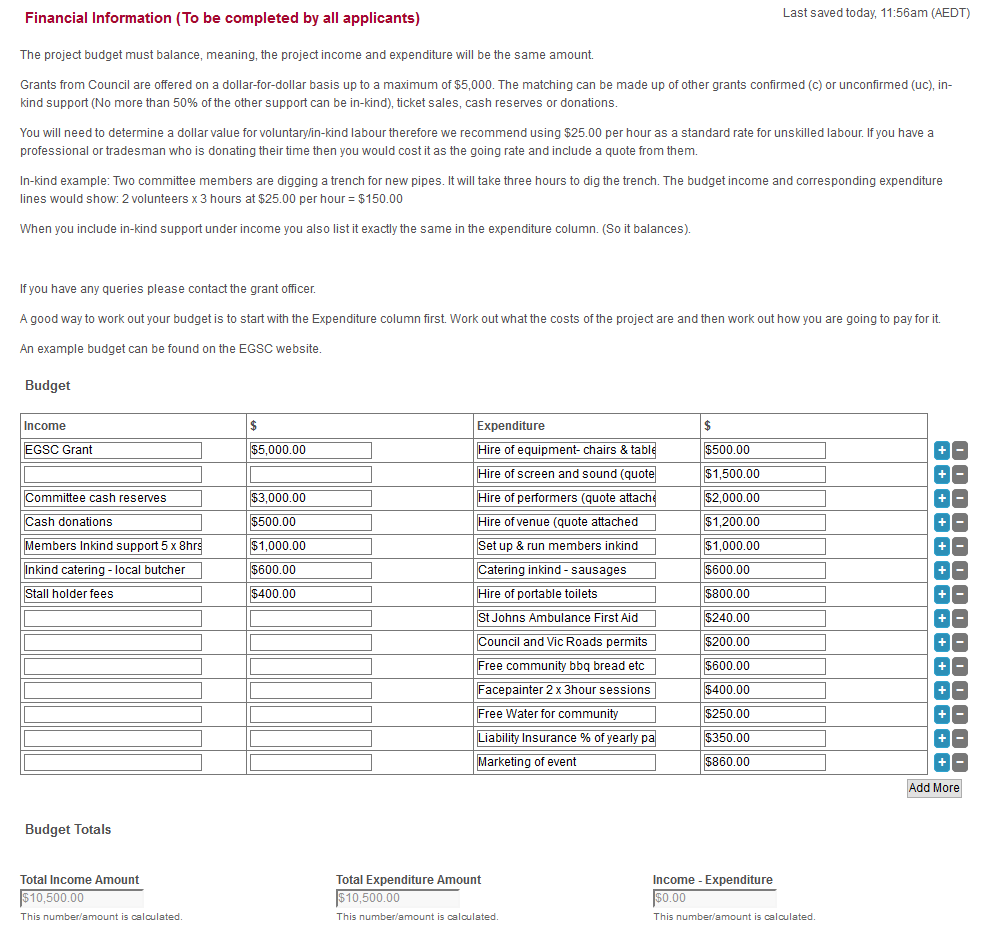 Financial Information (To be completed by all applicants)
Last saved today, 11:56am (AEDT)
The project budget must balance, meaning, the project income and expenditure will be the same amount.
Grants from Council are offered on a dollar-for-dollar basis up to a maximum of $5,000. The matching can be made up of other grants confirmed (c) or unconfirmed (uc), in-
kind support (No more than 50% of the other support can be in-kind), ticket sales, cash reserves or donations.
You will need to determine a dollar value for voluntary/in-kind labour therefore we recommend using $25.00 per hour as a standard rate for unskilled labour. If you have a
professional or tradesman who is donating their time then you would cost it as the going rate and include a quote from them.
In-kind example: Two committee members are digging a trench for new pipes. It will take three hours to dig the trench. The budget income and corresponding expenditure
lines would show: 2 volunteers x 3 hours at $25.00 per hour = $150.00
When you include in-kind support under income you also list it exactly the same in the expenditure column. (So it balances).
If you have any queries please contact the grant officer.
A good way to work out your budget is to start with the Expenditure column first. Work out what the costs of the project are and then work out how you are going to pay for it.
An example budget can be found on the EGSC website.
Budget
Income $ Expenditure $
EGSC Grant $5,000.00 Hire of equipment- chairs & table $500.00 + −
Hire of screen and sound (quote $1,500.00 + −
Committee cash reserves $3,000.00 Hire of performers (quote attache $2,000.00 + −
Cash donations $500.00 Hire of venue (quote attached $1,200.00 + −
Members Inkind support 5 x 8hrs $1,000.00 Set up & run members inkind $1,000.00 + −
Inkind catering - local butcher $600.00 Catering inkind - sausages $600.00 + −
Stall holder fees $400.00 Hire of portable toilets $800.00 + −
St Johns Ambulance First Aid $240.00 + −
Council and Vic Roads permits $200.00 + −
Free community bbq bread etc $600.00 + −
Facepainter 2 x 3hour sessions $400.00 + −
Free Water for community $250.00 + −
Liability Insurance % of yearly pa $350.00 + −
Marketing of event $860.00 + −
Add More
Budget Totals
Total Income Amount Total Expenditure Amount Income - Expenditure
$10,500.00 $10,500.00 $0.00
This number/amount is calculated. This number/amount is calculated. This number/amount is calculated.